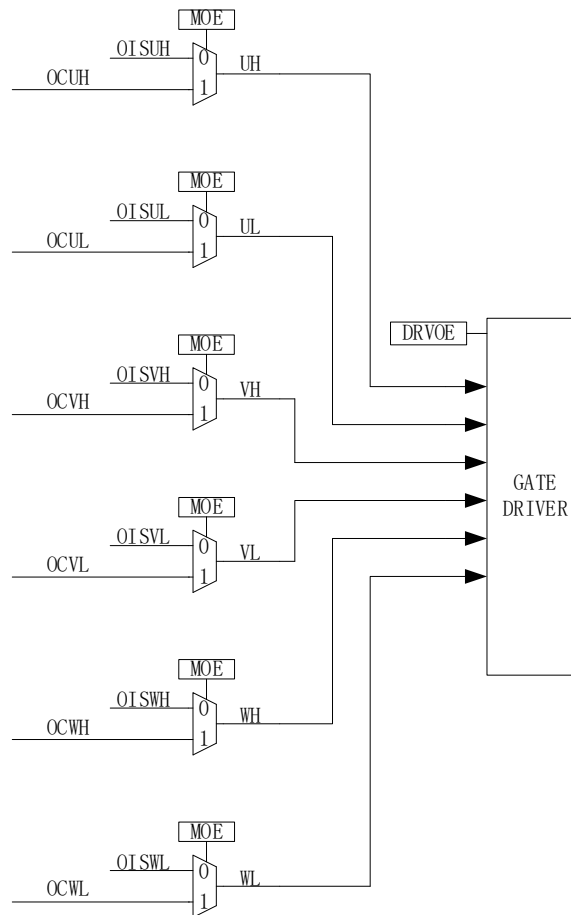 MOE
OISUH
0
UH
OCUH
1
MOE
OISUL
0
UL
OCUL
1
DRVOE
MOE
OISVH
0
VH
OCVH
1
GATE
DRIVER
MOE
OISVL
0
VL
OCVL
1
MOE
OISWH
0
WH
OCWH
1
MOE
OISWL
0
WL
OCWL
1